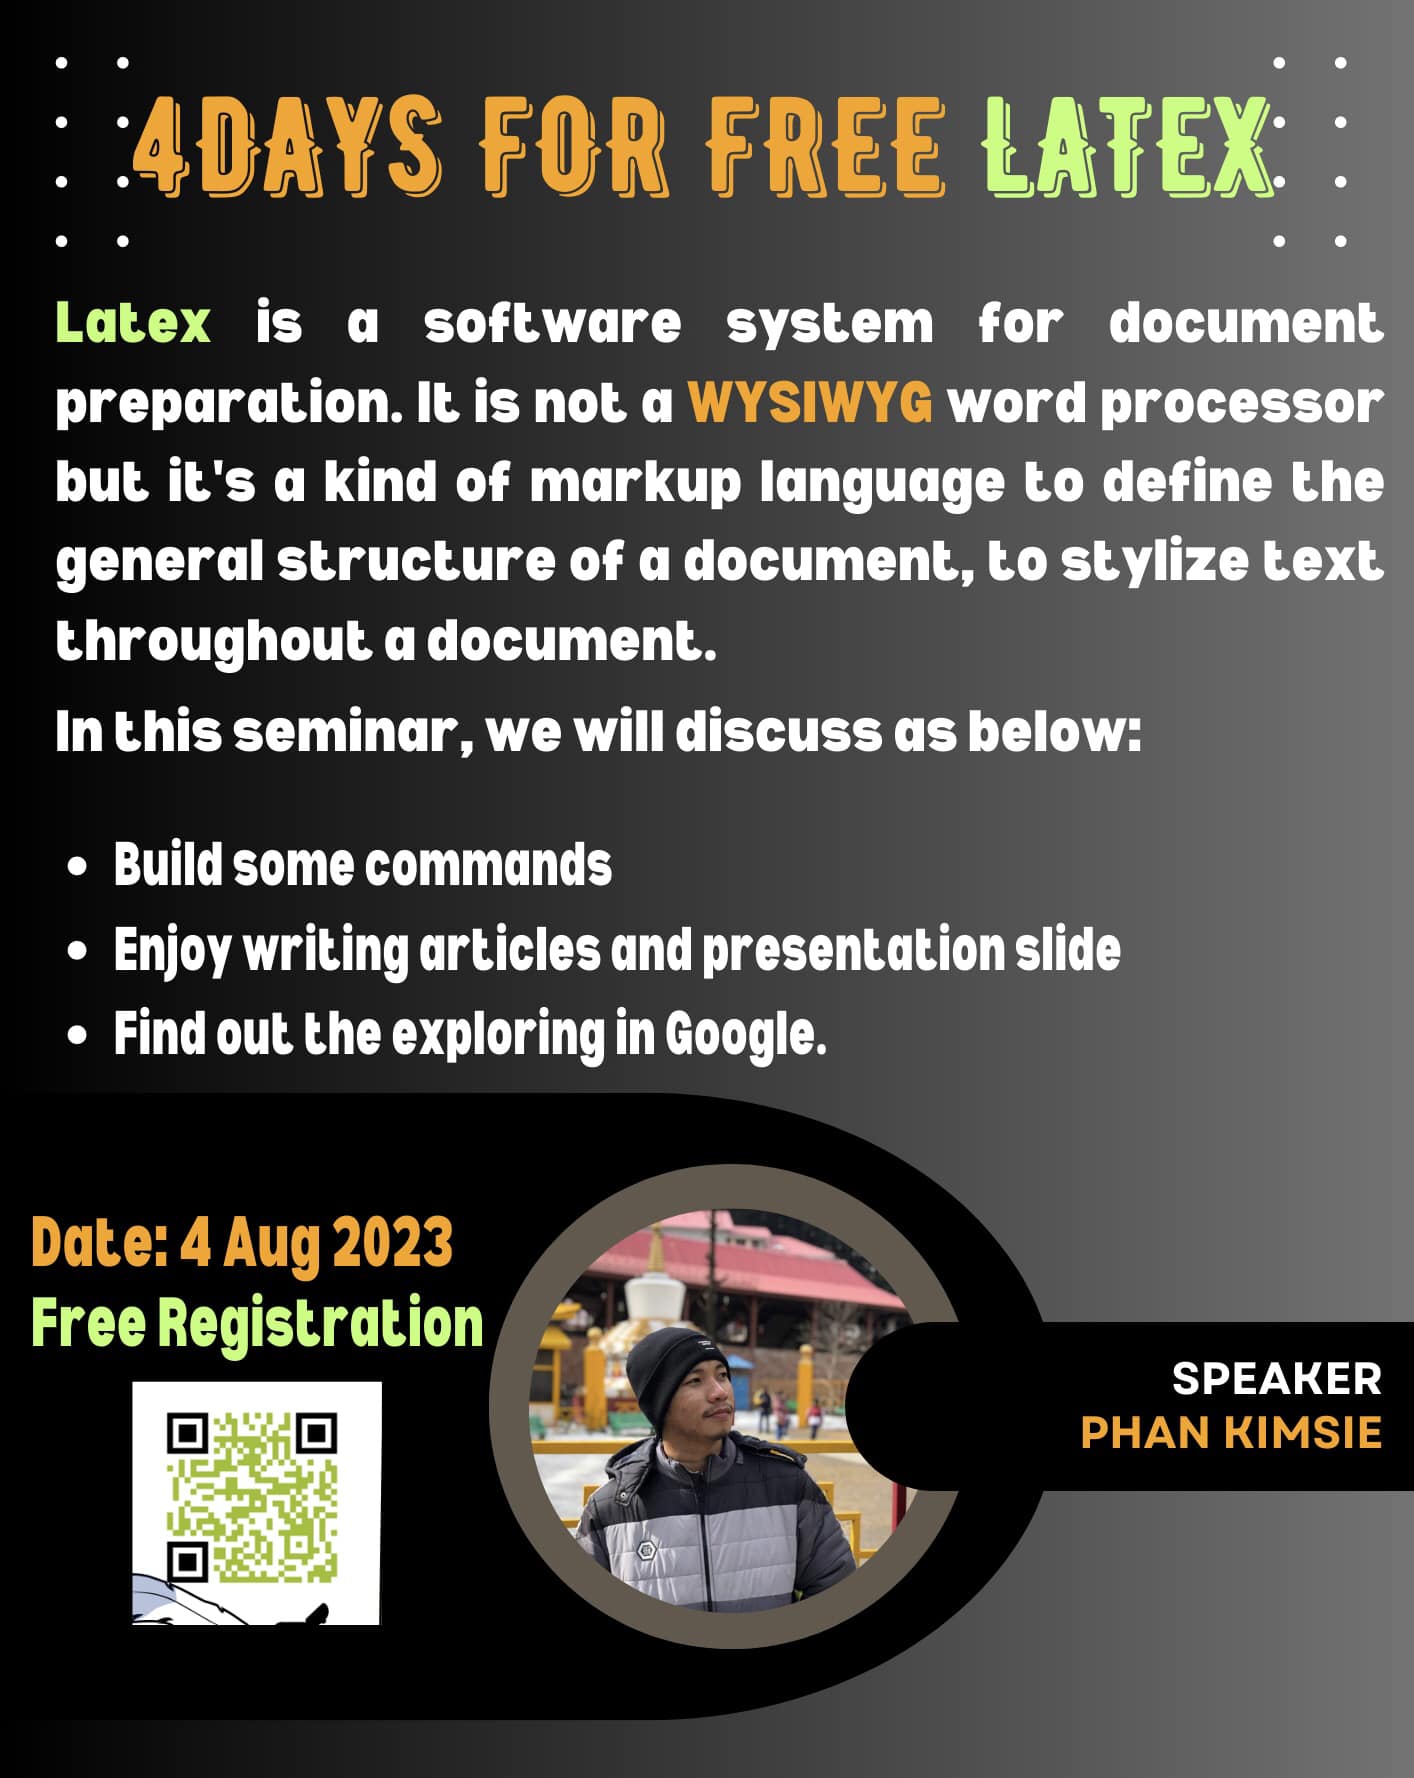 4DAYS FOR FREE LATEX
Latex is a software system for document
preparation. It is not a WYSIWYG word processor
but it's a kind of markup language to define the
general structure of a document, to stylize text
throughout a document.
In this seminar, we will discuss as below:
• Build some commands
• Enjoy writing articles and presentation slide
• Find out the exploring in Google.
Date: 4 Aug 2023
Free Registration
SPEAKER
PHAN KIMSIE